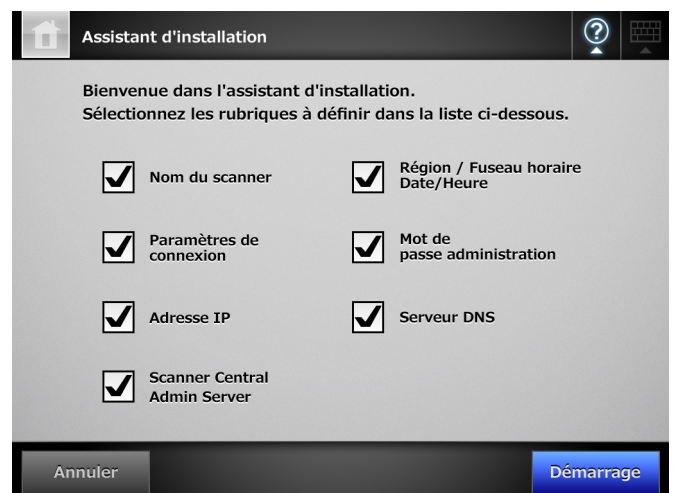 Assistant d'installation
?
Bienvenue dans l'assistant d'installation.
Sélectionnez les rubriques à définir dans la liste ci-dessous.
Nom du scanner
Région / Fuseau horaire
Date/Heure
Paramètres de
connexion
Mot de
passe administration
Adresse IP
Serveur DNS
Scanner Central
Admin Server
Annuler
Démarrage